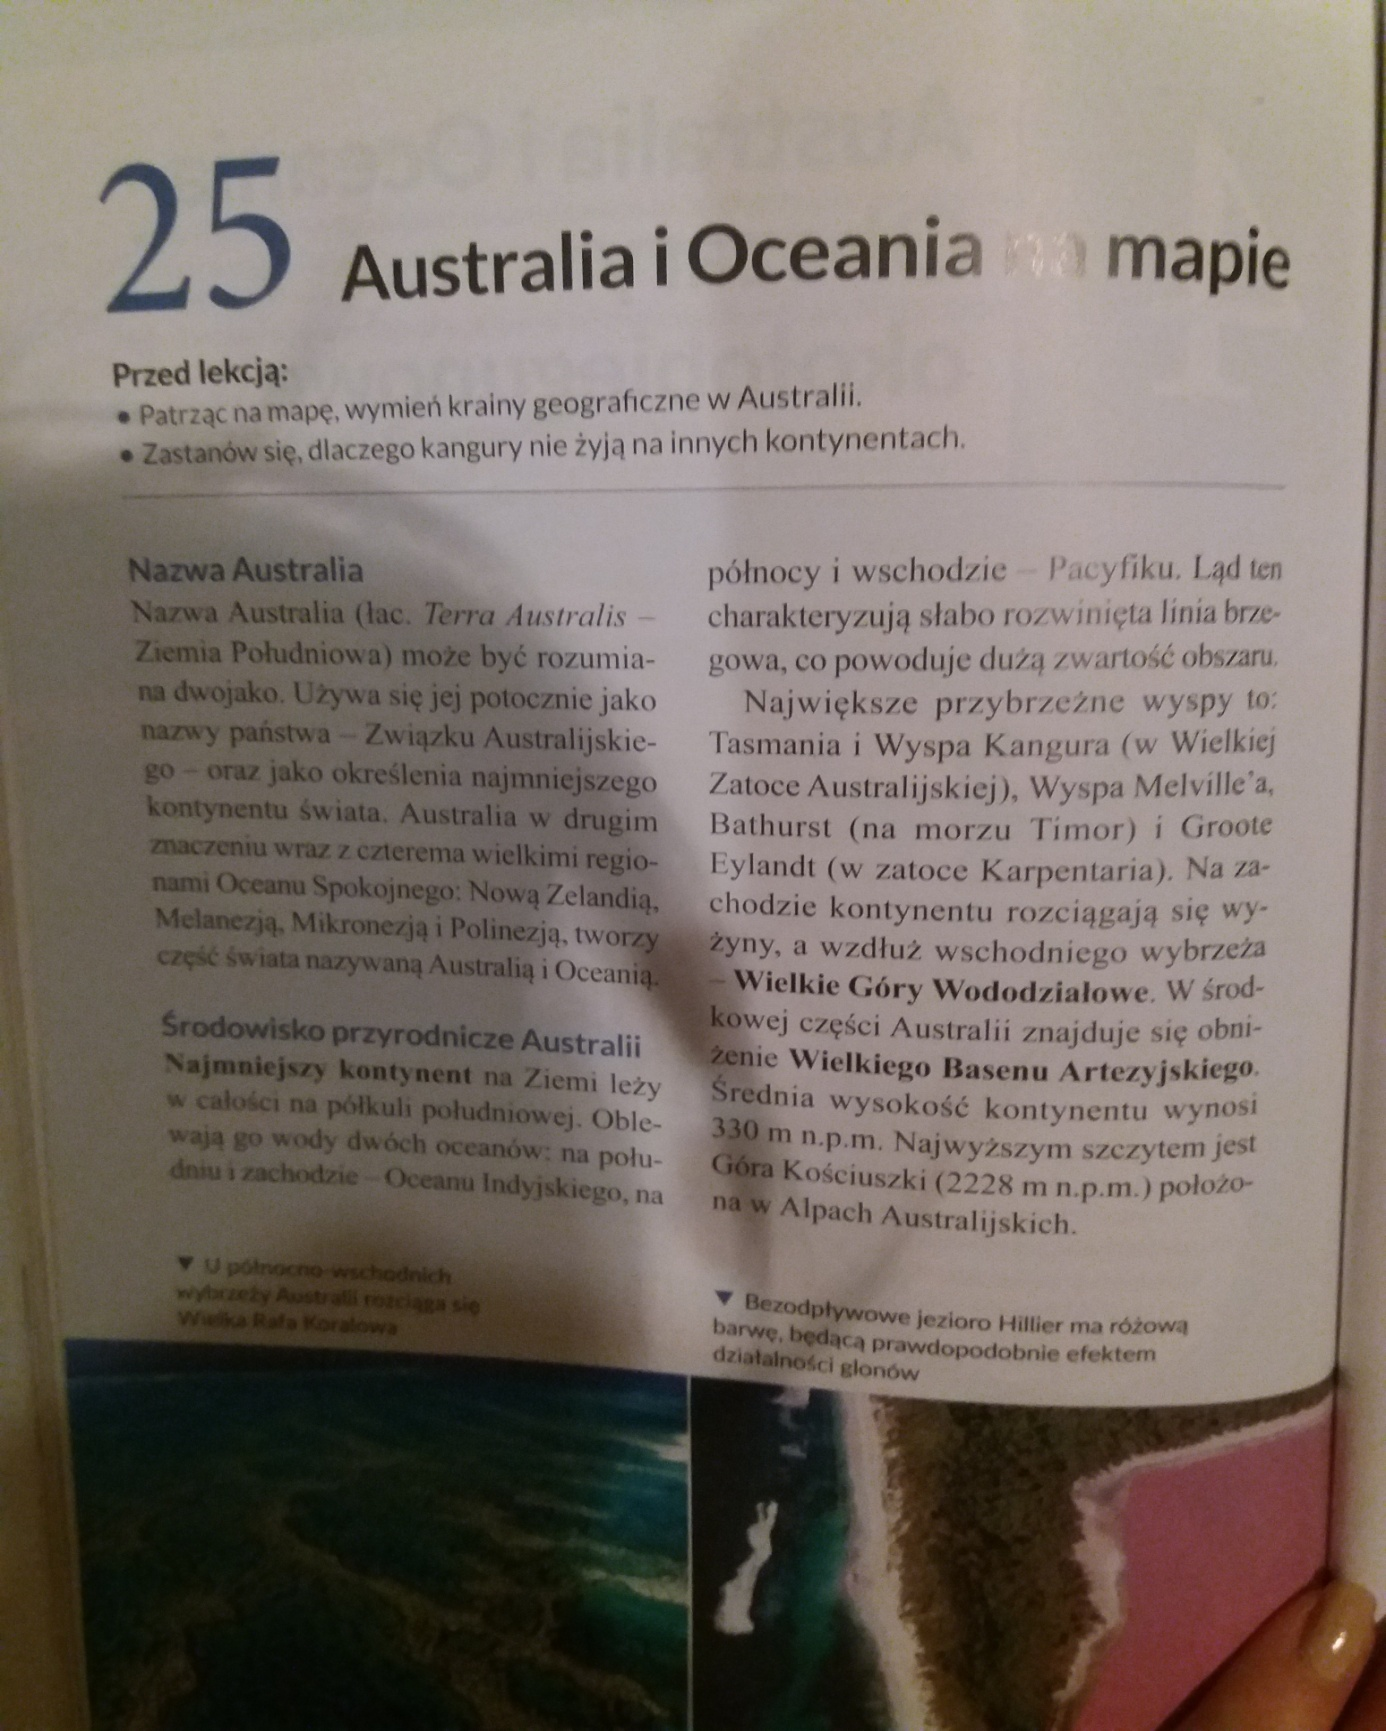 25
Australia i Oceania na mapie
Przed lekcją:
• Patrząc na mapę, wymień krainy geograficzne w Australii.
• Zastanów się, dlaczego kangury nie żyją na innych kontynentach.
Nazwa Australia
Nazwa Australia (łac. Terra Australis –
Ziemia Południowa) może być rozumia-
na dwojako. Używa się jej potocznie jako
nazwy państwa – Związku Australijskie-
go – oraz jako określenia najmniejszego
kontynentu świata. Australia w drugim
znaczeniu wraz z czterema wielkimi regio-
nami Oceanu Spokojnego: Nową Zelandią,
Melanezją, Mikronezją i Polinezją, tworzy
część świata nazywaną Australią i Oceanią.
Środowisko przyrodnicze Australii
Najmniejszy kontynent na Ziemi leży
w całości na półkuli południowej. Oble-
wają go wody dwóch oceanów: na połu-
dniu i zachodzie – Oceanu Indyjskiego, na
północy i wschodzie – Pacyfiku. Ląd ten
charakteryzują słabo rozwinięta linia brze-
gowa, co powoduje dużą zwartość obszaru.
Największe przybrzeżne wyspy to:
Tasmania i Wyspa Kangura (w Wielkiej
Zatoce Australijskiej), Wyspa Melville'a,
Bathurst (na morzu Timor) i Groote
Eylandt (w zatoce Karpentaria). Na za-
chodzie kontynentu rozciągają się wy-
żyny, a wzdłuż wschodniego wybrzeża
– Wielkie Góry Wododziałowe. W środ-
kowej części Australii znajduje się obni-
żenie Wielkiego Basenu Artezyjskiego.
Średnia wysokość kontynentu wynosi
330 m n.p.m. Najwyższym szczytem jest
Góra Kościuszki (2228 m n.p.m.) położo-
na w Alpach Australijskich.
▼ U północno-wschodnich
wybrzeży Australii rozciąga się
Wielka Rafa Koralowa
▼ Bezodpływowe jezioro Hillier ma różową
barwę, będącą prawdopodobnie efektem
działalności glonów